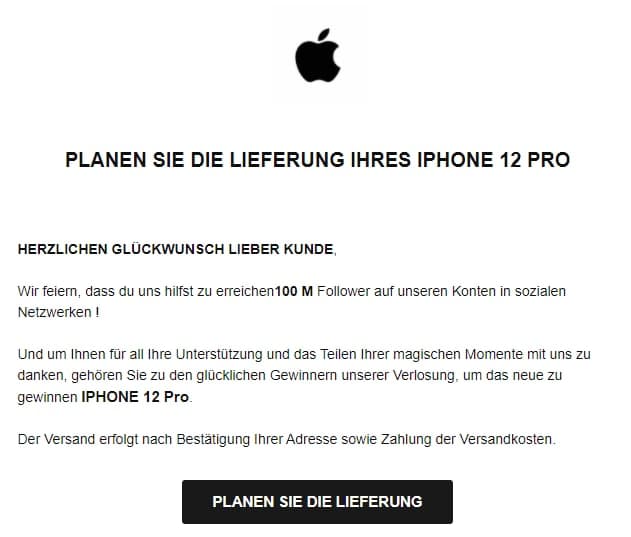 PLANEN SIE DIE LIEFERUNG IHRES IPHONE 12 PRO
HERZLICHEN GLÜCKWUNSCH LIEBER KUNDE,
Wir feiern, dass du uns hilfst zu erreichen100 M Follower auf unseren Konten in sozialen
Netzwerken !
Und um Ihnen für all Ihre Unterstützung und das Teilen Ihrer magischen Momente mit uns zu
danken, gehören Sie zu den glücklichen Gewinnern unserer Verlosung, um das neue zu
gewinnen IPHONE 12 Pro.
Der Versand erfolgt nach Bestätigung Ihrer Adresse sowie Zahlung der Versandkosten.
PLANEN SIE DIE LIEFERUNG